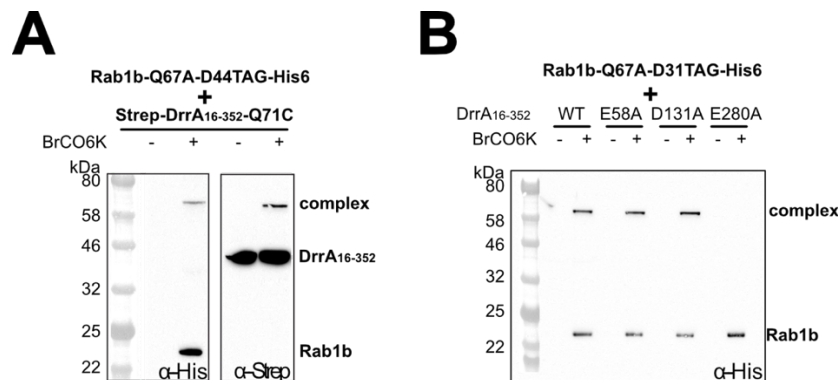 A
Rab1b-Q67A-D44TAG-His6
+
Strep-DrrA16-352-Q71C
BrCO6K - + - +
kDa
80
58
46
32
25
22
complex
DrrA16-352
Rab1b
α-His
α-Strep
B
Rab1b-Q67A-D31TAG-His6
+
DrrA16-352 WT E58A D131A E280A
BrCO6K - + - + - + - +
kDa
80
58
46
32
25
22
complex
Rab1b
α-His